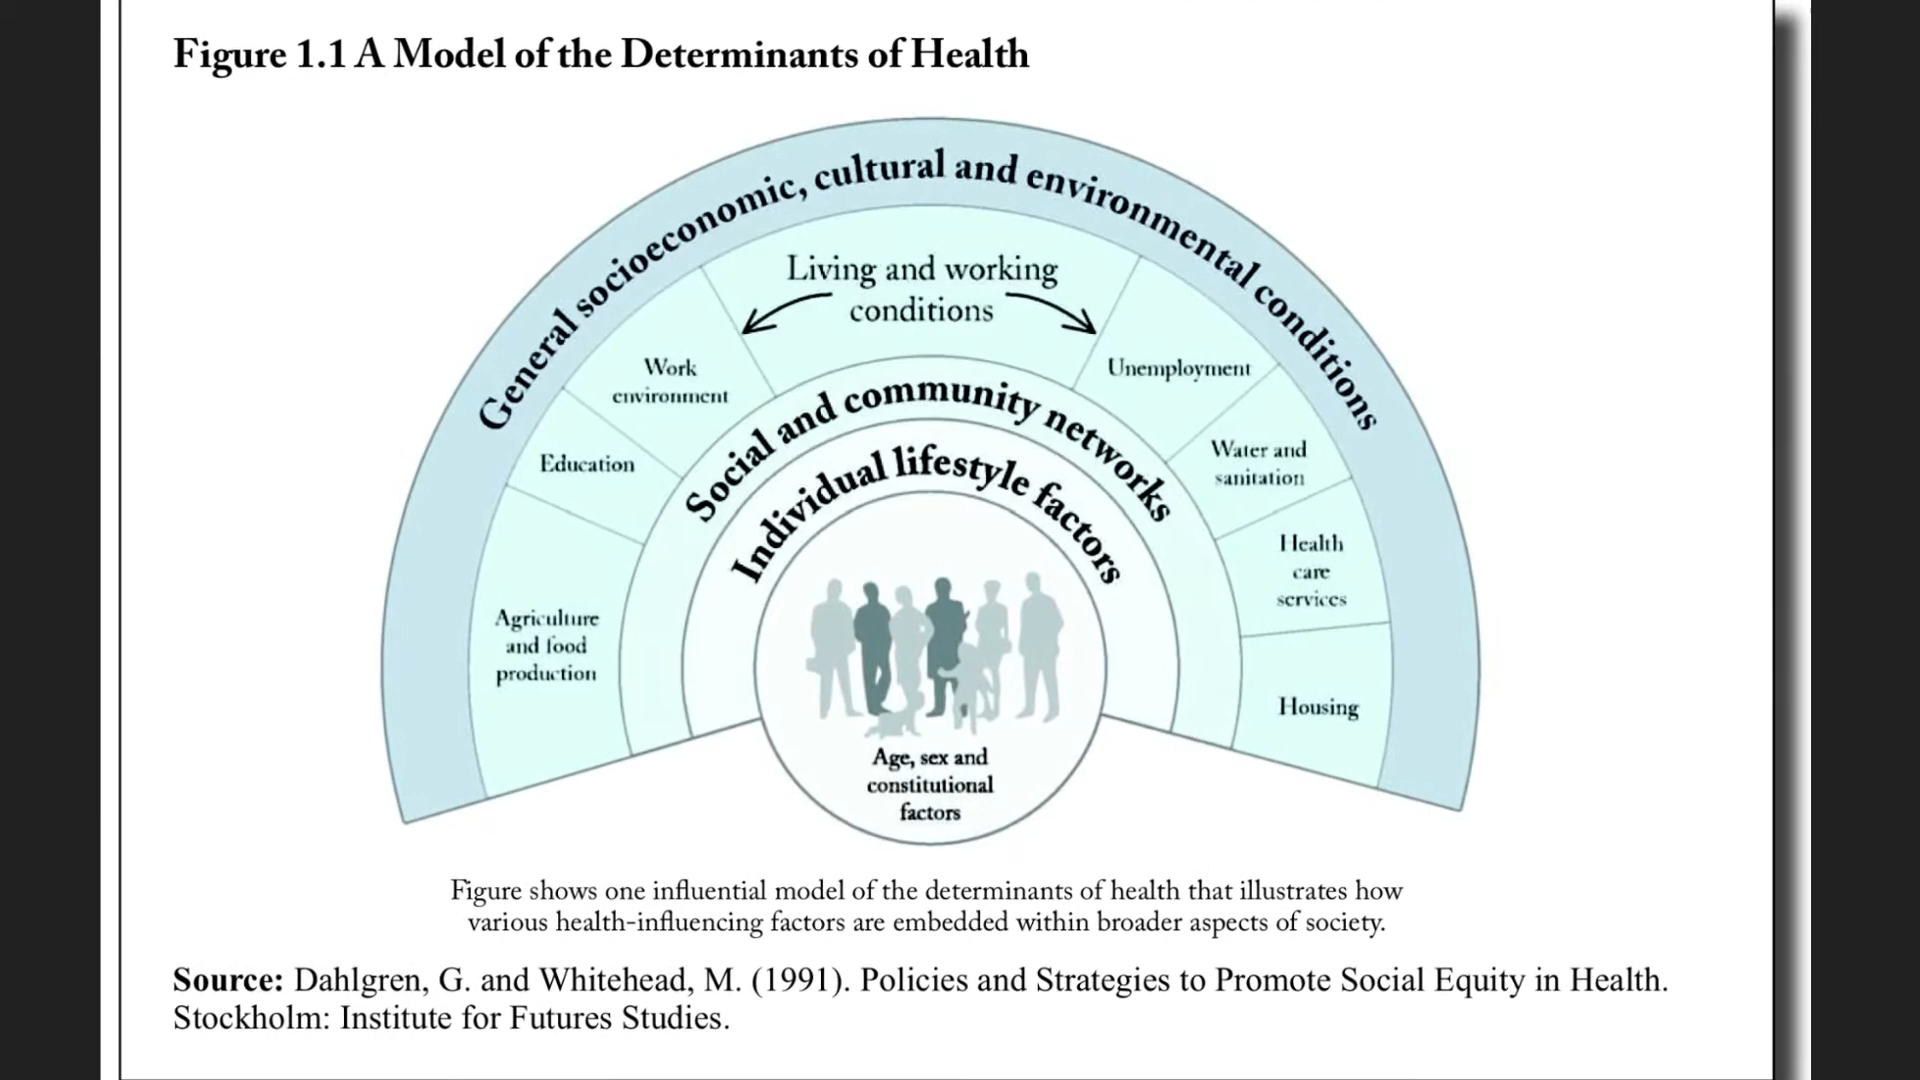 Figure 1.1 A Model of the Determinants of Health
General socioeconomic, cultural and environmental conditions
Living and working
conditions
Work
environment
Unemployment
Education
Water and
sanitation
Agriculture
and food
production
Health
care
services
Housing
Social and community networks
Individual lifestyle factors
Age, sex and
constitutional
factors
Figure shows one influential model of the determinants of health that illustrates how
various health-influencing factors are embedded within broader aspects of society.
Source: Dahlgren, G. and Whitehead, M. (1991). Policies and Strategies to Promote Social Equity in Health.
Stockholm: Institute for Futures Studies.